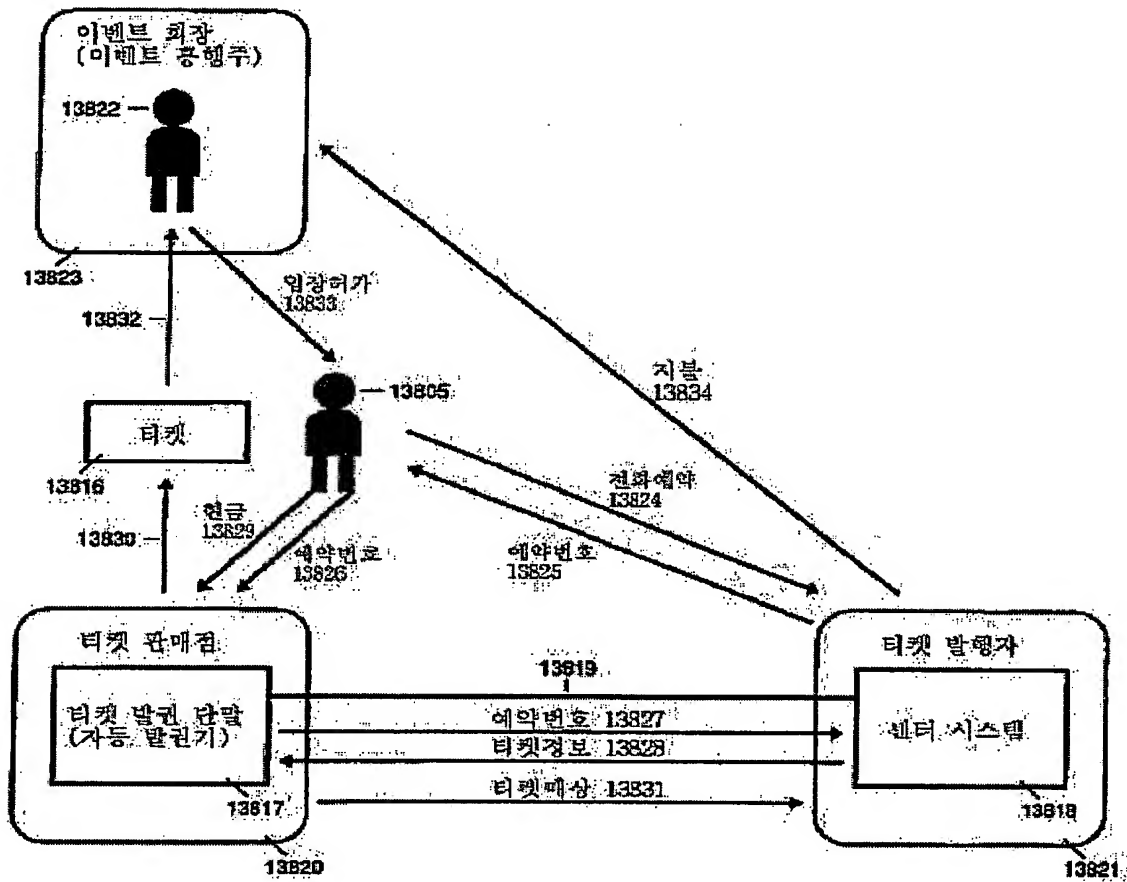 이벤트 회장
(이벤트 흥행주)
13822
13823
입장허가
13833
13832
13805
지불
13834
티켓
13816
전화예약
13824
현금
13829
13830
예약번호
13826
예약번호
13825
티켓 판매점
티켓 발행자
13819
티켓 발권 단말
(자동 발권기)
예약번호 13827
센터 시스템
티켓정보 13828
티켓매상 13831
13817
13818
13820
13821